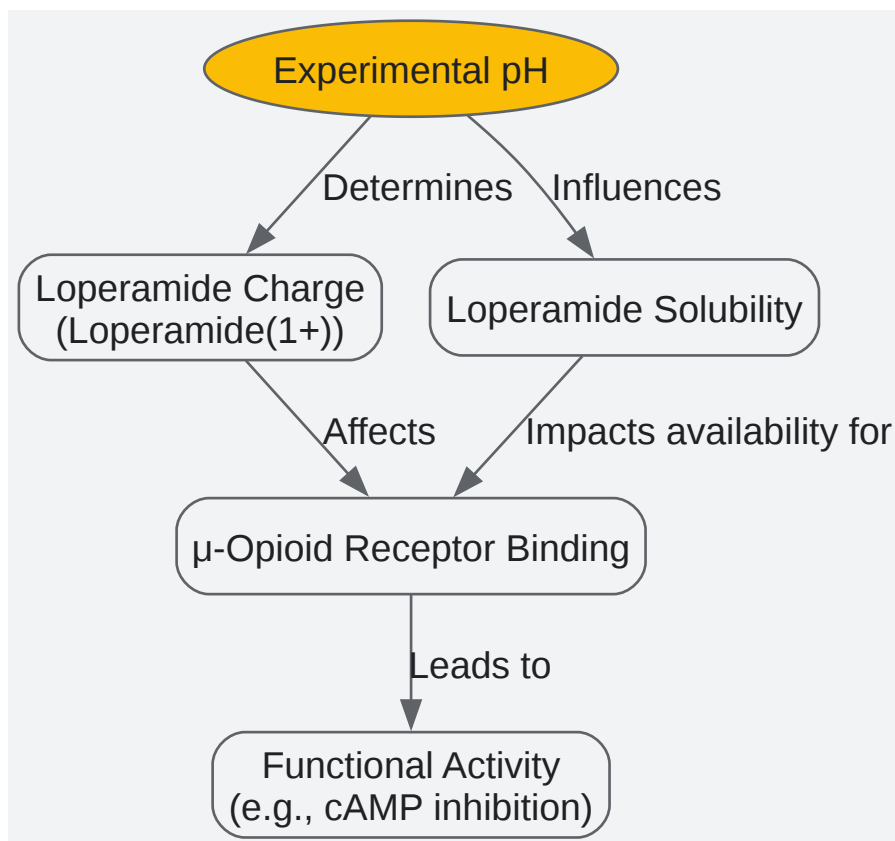 Experimental pH
Determines
Influences
Loperamide Charge
(Loperamide(1+))
Loperamide Solubility
Affects
Impacts availability for
μ-Opioid Receptor Binding
Leads to
Functional Activity
(e.g., cAMP inhibition)